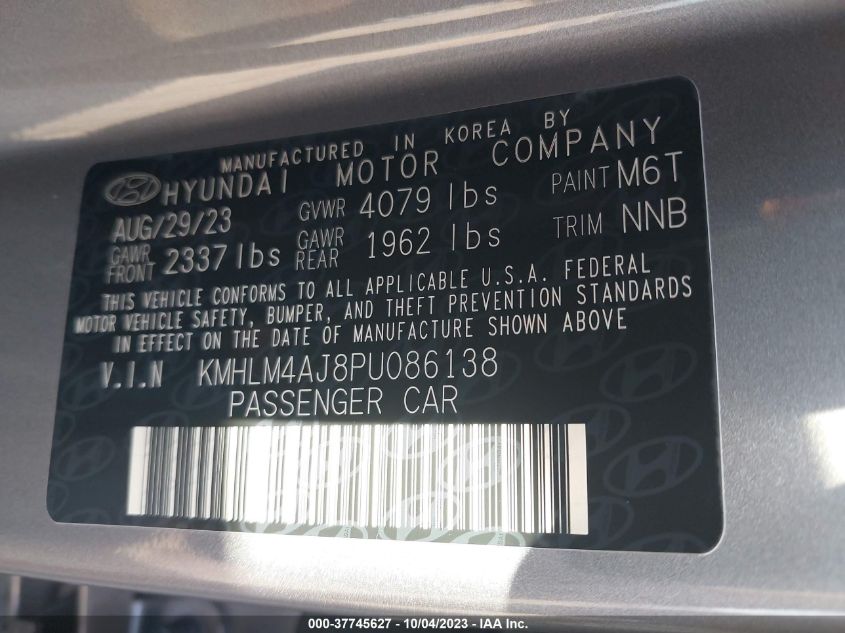 MANUFACTURED IN KOREA BY
HYUNDAI MOTOR COMPANY
AUG/29/23 GVWR 4079 lbs PAINT M6T
GAWR FRONT 2337 lbs GAWR REAR 1962 lbs TRIM NNB
THIS VEHICLE CONFORMS TO ALL APPLICABLE U.S.A. FEDERAL
MOTOR VEHICLE SAFETY, BUMPER, AND THEFT PREVENTION STANDARDS
IN EFFECT ON THE DATE OF MANUFACTURE SHOWN ABOVE
V.I.N KMHLM4AJ8PU086138
PASSENGER CAR
000-37745627 - 10/04/2023 - IAA Inc.